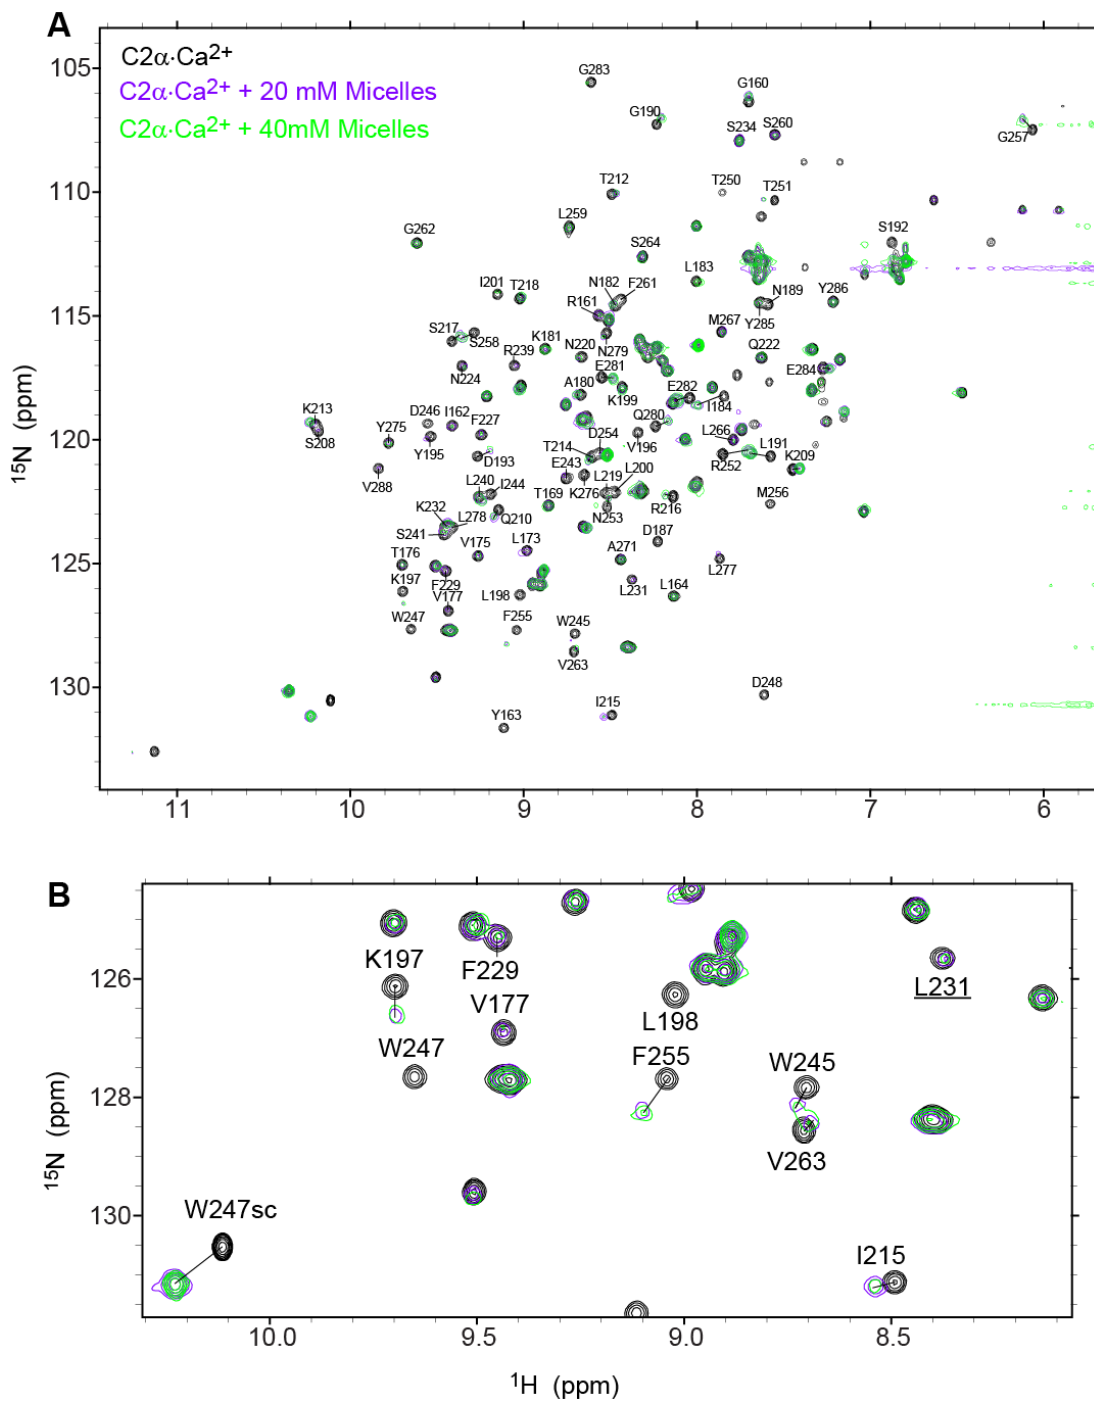 A
C2α·Ca2+
C2α·Ca2+ + 20 mM Micelles
C2α·Ca2+ + 40mM Micelles
G283
G160
G190
S234 S260
G257
T250
T212
T251
L259
S192
G262
S264
L183
I201
T218
N182
F261
N189
Y286
R161
Y285
S217
S258
K181
N220
N279
M267
Q222
R239
N224
E281
E284
A180
K199
E282
I184
K213
D246
I162
F227
Q280
S208
Y275
Y195
T214
D254
V196
L266
L191
D193
R252
K209
V288
E243
L219
L200
L240
I244
K276
R216
M256
T169
K232
L278
Q210
N253
D187
S241
T176
V175
L173
A271
L277
K197
F229
L231
L164
V177
L198
W247
F255
W245
V263
D248
I215
Y163
105
110
115
120
125
130
15N (ppm)
11 10 9 8 7 6
B
K197
F229
L231
V177
L198
W247
F255
W245
V263
W247sc
I215
126
128
130
15N (ppm)
10.0 9.5 9.0 8.5
1H (ppm)